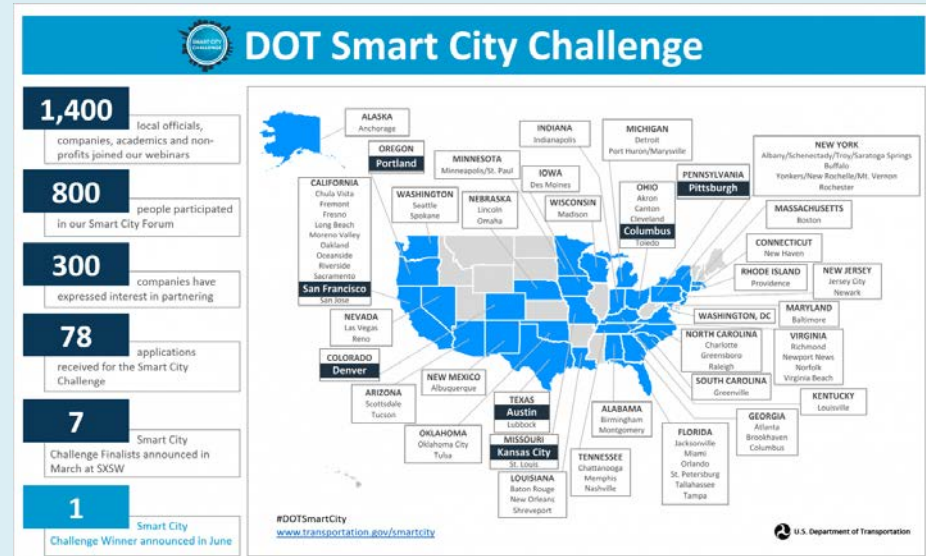 SMART CITY
CHALLENGE
DOT Smart City Challenge
1,400
local officials,
companies, academics and non-
profits joined our webinars
800
people participated
in our Smart City Forum
300
companies have
expressed interest in partnering
78
applications
received for the Smart City
Challenge
7
Smart City
Challenge Finalists announced in
March at SXSW
1
Smart City
Challenge Winner announced in June
ALASKA
Anchorage
OREGON
Portland
CALIFORNIA
Chula Vista
Fremont
Fresno
Long Beach
Moreno Valley
Oakland
Oceanside
Riverside
Sacramento
San Francisco
San Jose
WASHINGTON
Seattle
Spokane
MINNESOTA
Minneapolis/St. Paul
NEBRASKA
Lincoln
Omaha
INDIANA
Indianapolis
IOWA
Des Moines
WISCONSIN
Madison
MICHIGAN
Detroit
Port Huron/Marysville
OHIO
Akron
Canton
Cleveland
Columbus
Toledo
PENNSYLVANIA
Pittsburgh
NEW YORK
Albany/Schenectady/Troy/Saratoga Springs
Buffalo
Yonkers/New Rochelle/Mt. Vernon
Rochester
MASSACHUSETTS
Boston
CONNECTICUT
New Haven
RHODE ISLAND
Providence
NEW JERSEY
Jersey City
Newark
WASHINGTON, DC
MARYLAND
Baltimore
NEVADA
Las Vegas
Reno
COLORADO
Denver
ARIZONA
Scottsdale
Tucson
NEW MEXICO
Albuquerque
OKLAHOMA
Oklahoma City
Tulsa
TEXAS
Austin
Lubbock
MISSOURI
Kansas City
St. Louis
LOUISIANA
Baton Rouge
New Orleans
Shreveport
ALABAMA
Birmingham
Montgomery
TENNESSEE
Chattanooga
Memphis
Nashville
NORTH CAROLINA
Charlotte
Greensboro
Raleigh
SOUTH CAROLINA
Greenville
VIRGINIA
Richmond
Newport News
Norfolk
Virginia Beach
KENTUCKY
Louisville
GEORGIA
Atlanta
Brookhaven
Columbus
FLORIDA
Jacksonville
Miami
Orlando
St. Petersburg
Tallahassee
Tampa
#DOTSmartCity
www.transportation.gov/smartcity
U.S. Department of Transportation